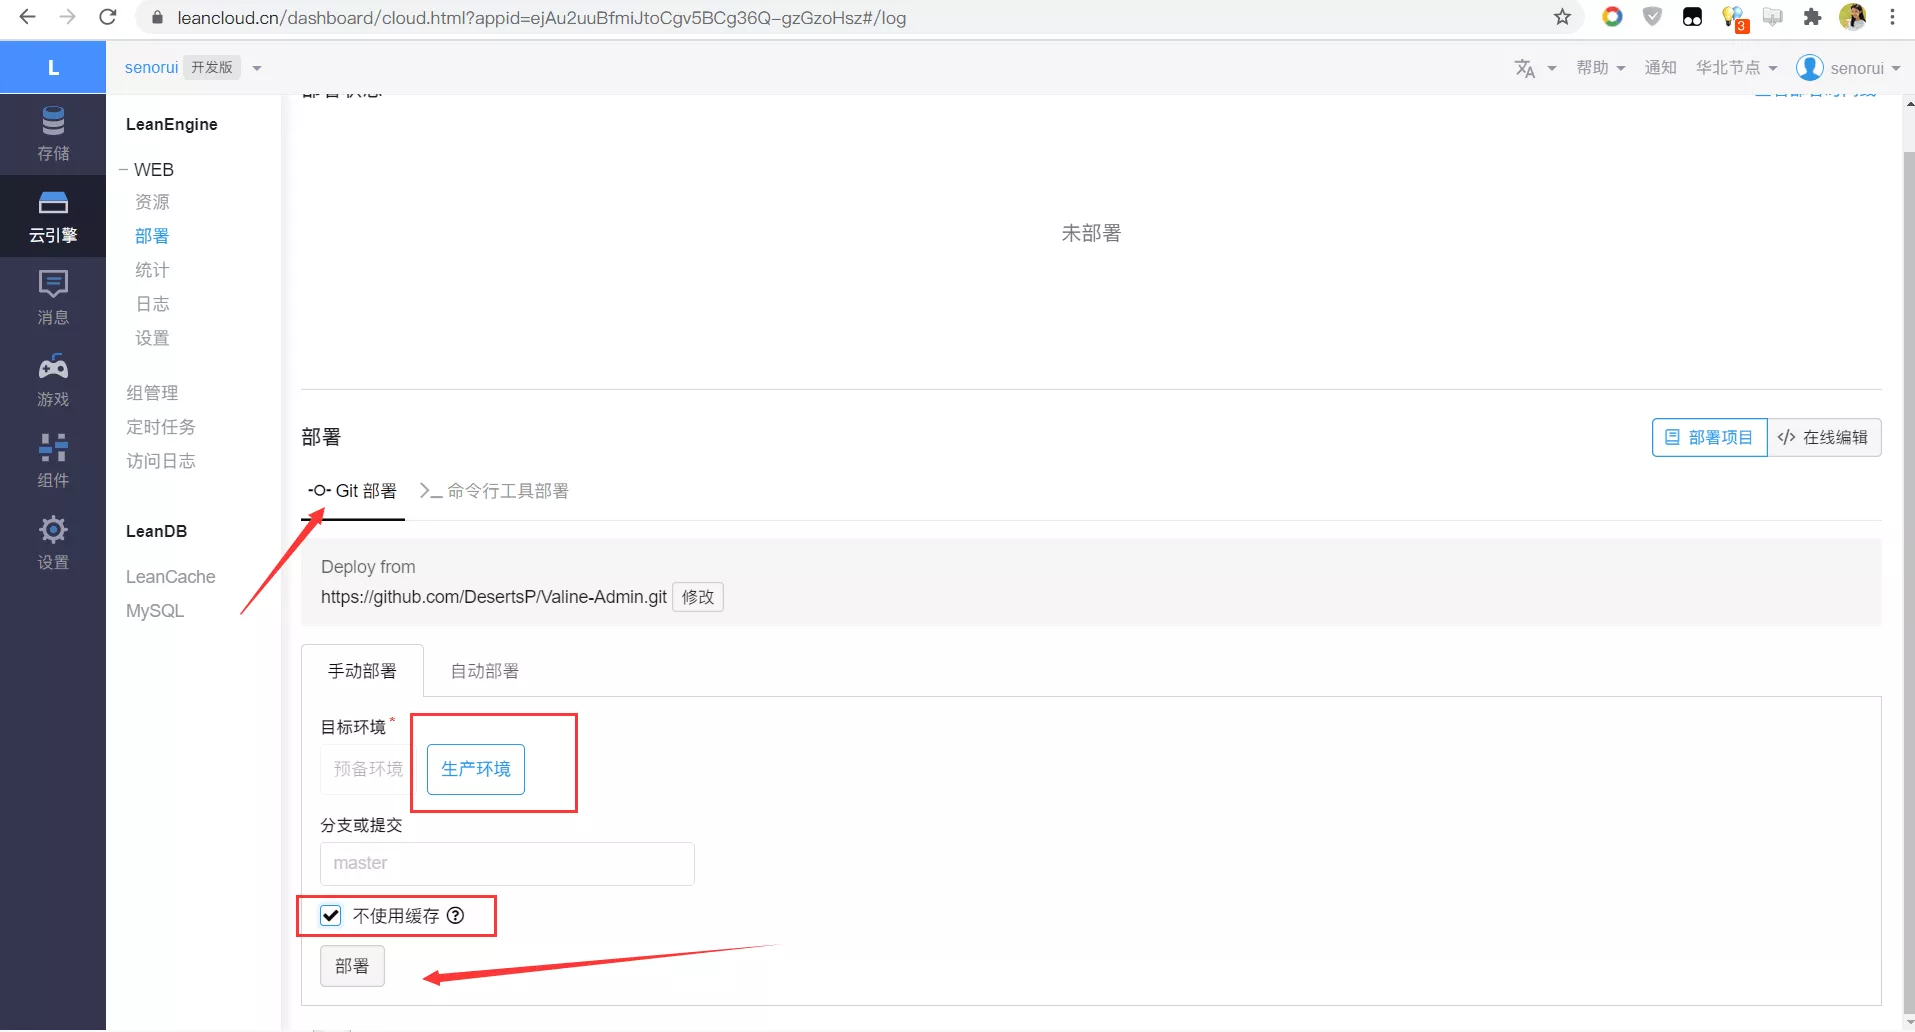 leancloud.cn/dashboard/cloud.html?appid=ejAu2uuBfmiJtoCgv5BCg36Q-gzGzoHsz#/log
3
L
senorui 开发版
帮助 通知 华北节点 senorui
存储
云引擎
消息
游戏
组件
设置
LeanEngine
WEB
资源
部署
统计
日志
设置
组管理
定时任务
访问日志
LeanDB
LeanCache
MySQL
未部署
部署
部署项目 </> 在线编辑
Git 部署 命令行工具部署
Deploy from
https://github.com/DesertsP/Valine-Admin.git 修改
手动部署 自动部署
目标环境*
预备环境 生产环境
分支或提交
master
不使用缓存
部署